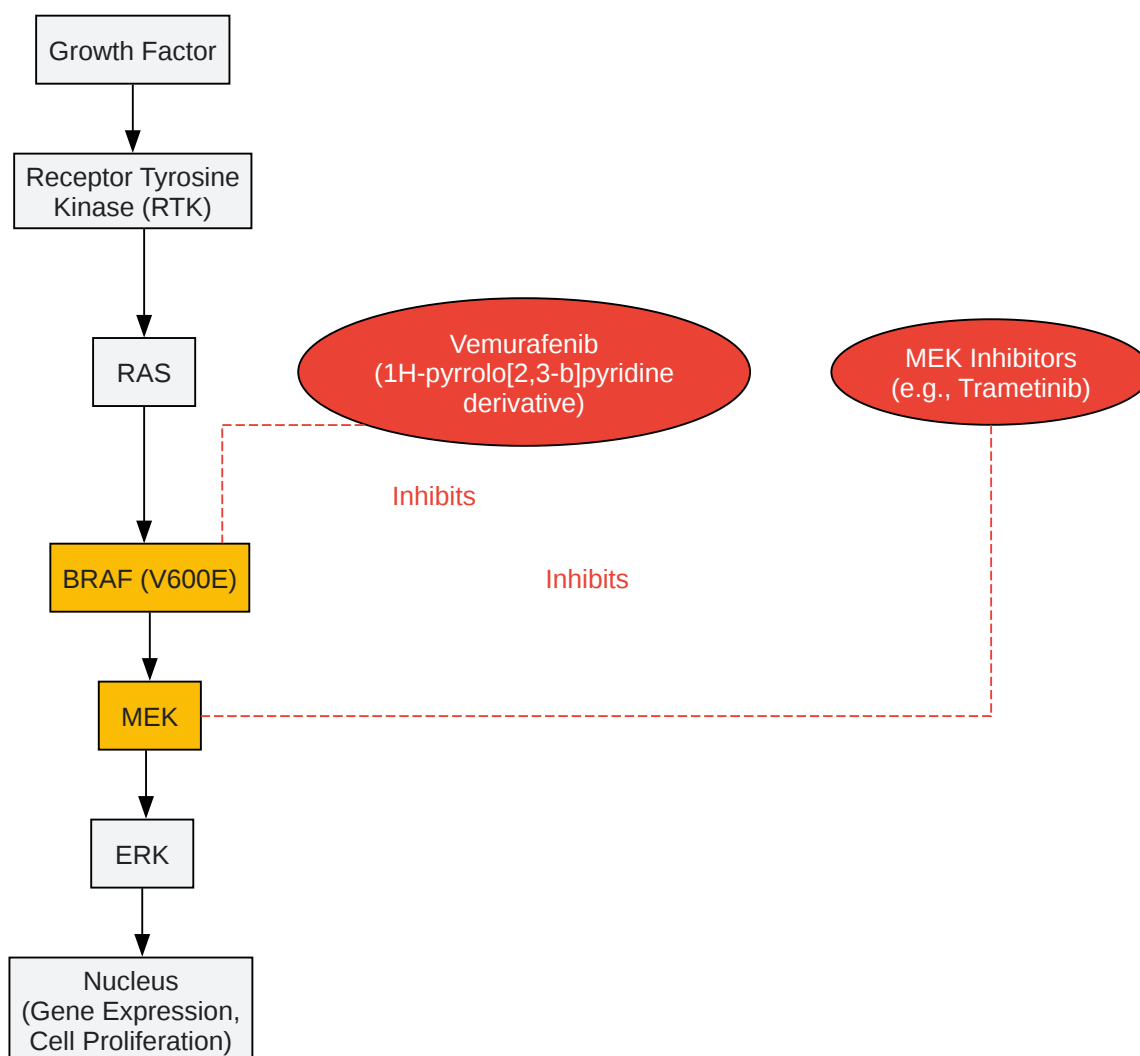 Growth Factor
Receptor Tyrosine
Kinase (RTK)
RAS
Vemurafenib
(1H-pyrrolo[2,3-b]pyridine
derivative)
MEK Inhibitors
(e.g., Trametinib)
Inhibits
BRAF (V600E)
Inhibits
MEK
ERK
Nucleus
(Gene Expression,
Cell Proliferation)